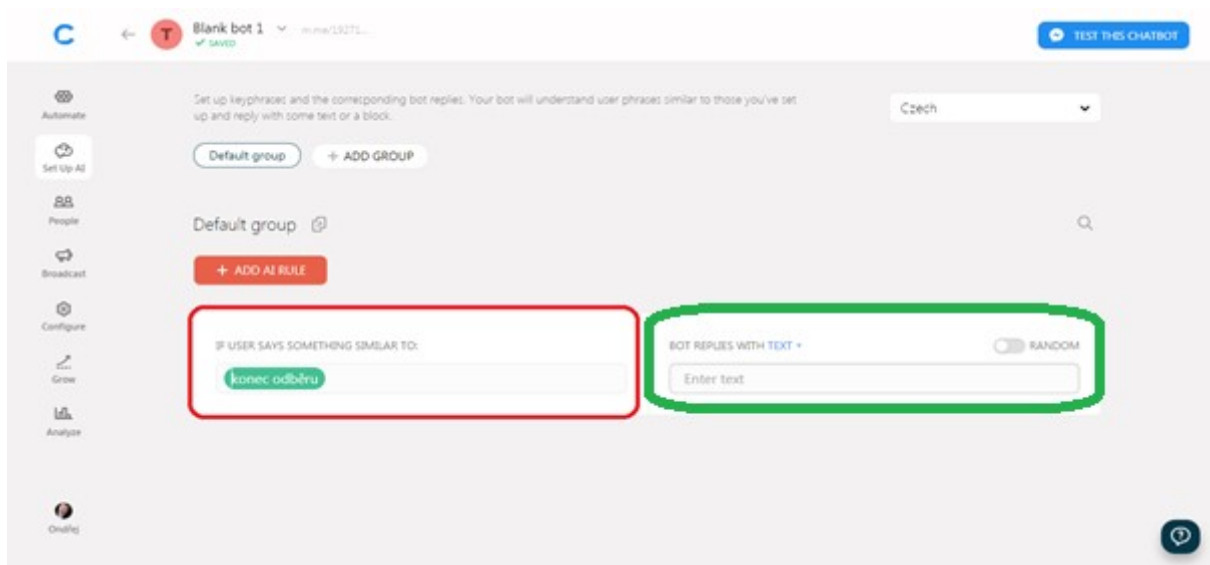 C
T
Blank bot 1
SAVED
m.me/19271...
TEST THIS CHATBOT
Automate
Set Up AI
People
Broadcast
Configure
Grow
Analyze
Ondřej
Set up keyphrases and the corresponding bot replies. Your bot will understand user phrases similar to those you've set
up and reply with some text or a block.
Czech
Default group
+ ADD GROUP
Default group
+ ADD AI RULE
IF USER SAYS SOMETHING SIMILAR TO:
konec odběru
BOT REPLIES WITH TEXT
RANDOM
Enter text